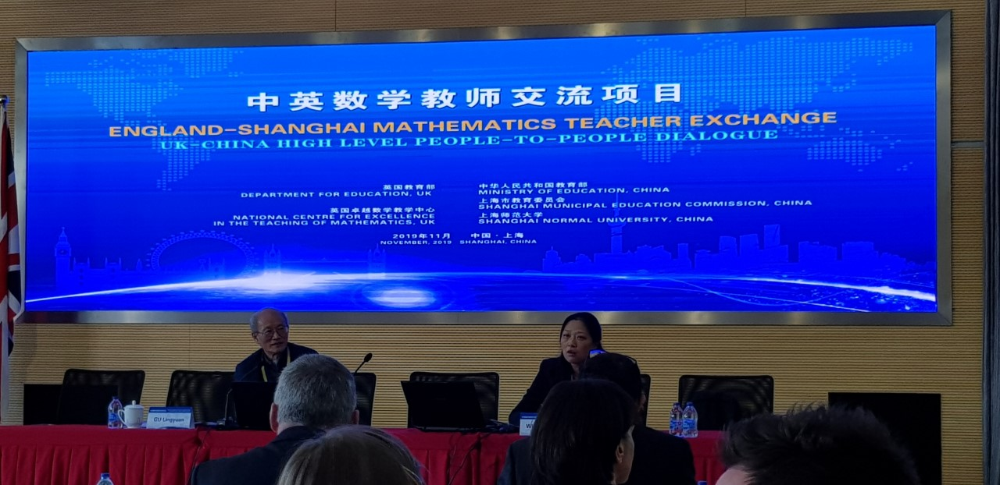 中英数学教师交流项目
ENGLAND-SHANGHAI MATHEMATICS TEACHER EXCHANGE
UK-CHINA HIGH LEVEL PEOPLE-TO-PEOPLE DIALOGUE
英国教育部
DEPARTMENT FOR EDUCATION, UK
英国卓越数学教学中心
NATIONAL CENTRE FOR EXCELLENCE
IN THE TEACHING OF MATHEMATICS, UK
中华人民共和国教育部
MINISTRY OF EDUCATION, CHINA
上海市教育委员会
SHANGHAI MUNICIPAL EDUCATION COMMISSION, CHINA
上海师范大学
SHANGHAI NORMAL UNIVERSITY, CHINA
2019年11月 中国·上海
NOVEMBER, 2019 SHANGHAI, CHINA
GU Lingyuan